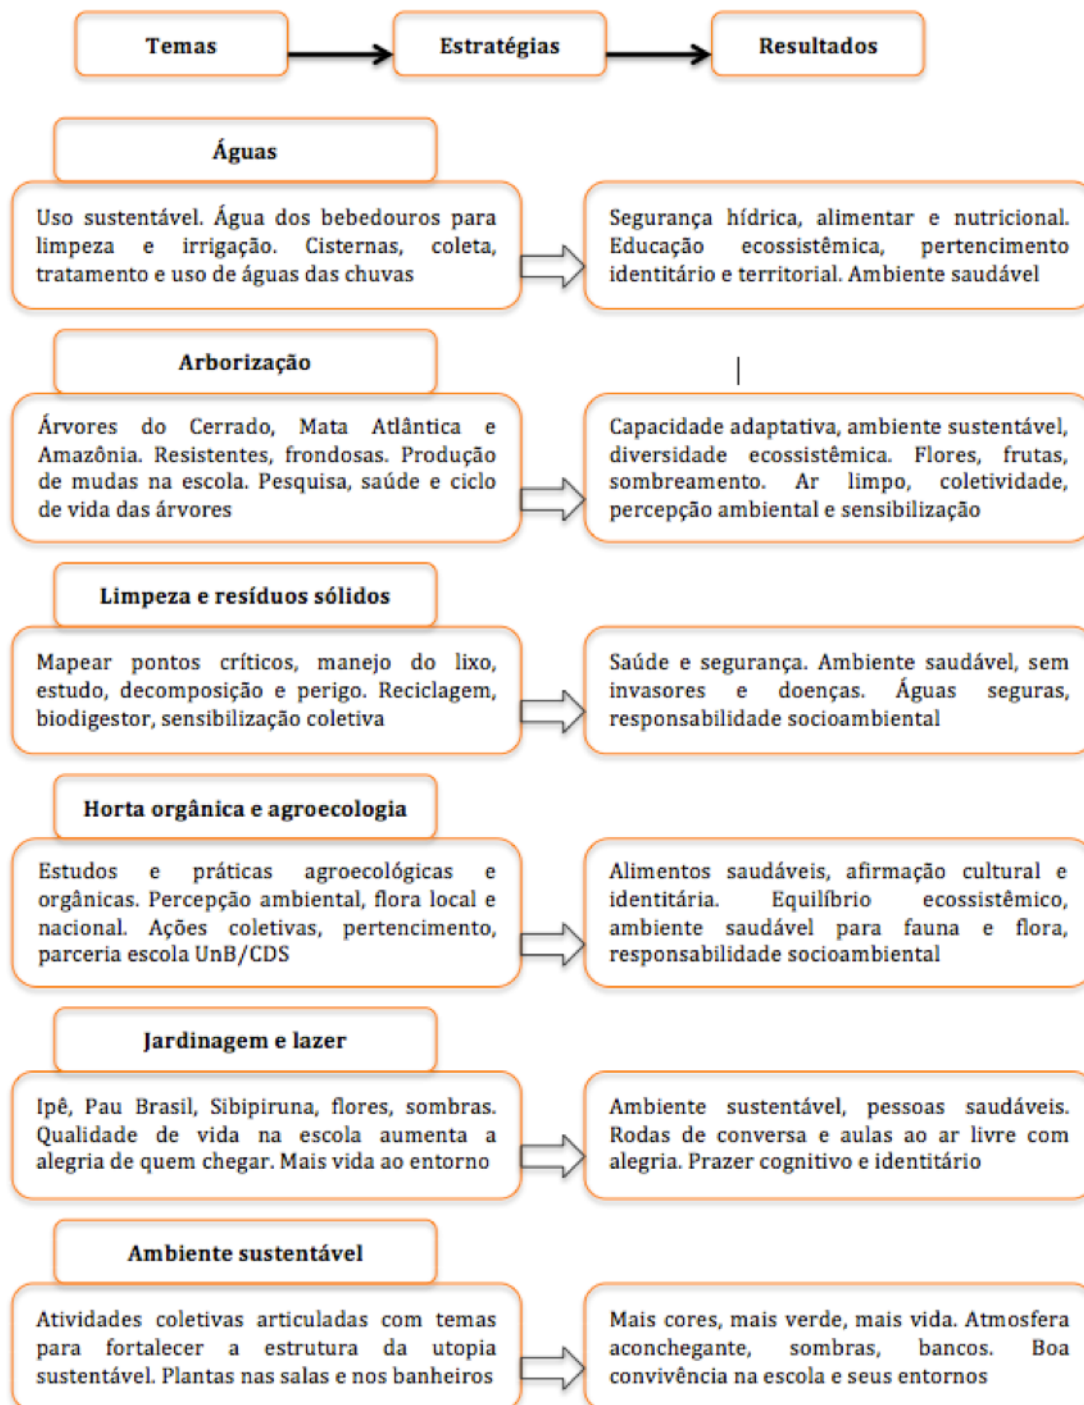 Temas
Estratégias
Resultados
Águas
Uso sustentável. Água dos bebedouros para
limpeza e irrigação. Cisternas, coleta,
tratamento e uso de águas das chuvas
Segurança hídrica, alimentar e nutricional.
Educação ecossistêmica, pertencimento
identitário e territorial. Ambiente saudável
Arborização
Árvores do Cerrado, Mata Atlântica e
Amazônia. Resistentes, frondosas. Produção
de mudas na escola. Pesquisa, saúde e ciclo
de vida das árvores
Capacidade adaptativa, ambiente sustentável,
diversidade ecossistêmica. Flores, frutas,
sombreamento. Ar limpo, coletividade,
percepção ambiental e sensibilização
Limpeza e resíduos sólidos
Mapear pontos críticos, manejo do lixo,
estudo, decomposição e perigo. Reciclagem,
biodigestor, sensibilização coletiva
Saúde e segurança. Ambiente saudável, sem
invasores e doenças. Águas seguras,
responsabilidade socioambiental
Horta orgânica e agroecologia
Estudos e práticas agroecológicas e
orgânicas. Percepção ambiental, flora local e
nacional. Ações coletivas, pertencimento,
parceria escola UnB/CDS
Alimentos saudáveis, afirmação cultural e
identitária. Equilíbrio ecossistêmico,
ambiente saudável para fauna e flora,
responsabilidade socioambiental
Jardinagem e lazer
Ipê, Pau Brasil, Sibipiruna, flores, sombras.
Qualidade de vida na escola aumenta a
alegria de quem chegar. Mais vida ao entorno
Ambiente sustentável, pessoas saudáveis.
Rodas de conversa e aulas ao ar livre com
alegria. Prazer cognitivo e identitário
Ambiente sustentável
Atividades coletivas articuladas com temas
para fortalecer a estrutura da utopia
sustentável. Plantas nas salas e nos banheiros
Mais cores, mais verde, mais vida. Atmosfera
aconchegante, sombras, bancos. Boa
convivência na escola e seus entornos